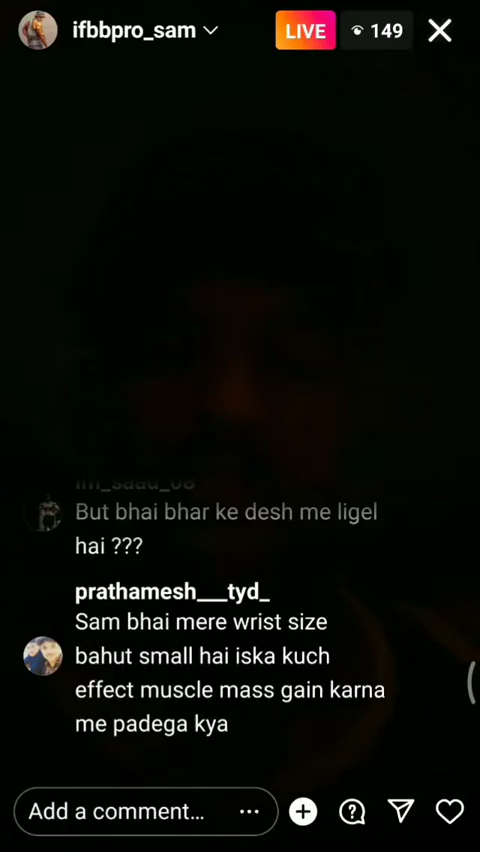 ifbbpro_sam
LIVE
149
im_saad_08
But bhai bhar ke desh me ligel
hai ???
prathamesh___tyd_
Sam bhai mere wrist size
bahut small hai iska kuch
effect muscle mass gain karna
me padega kya
Add a comment...